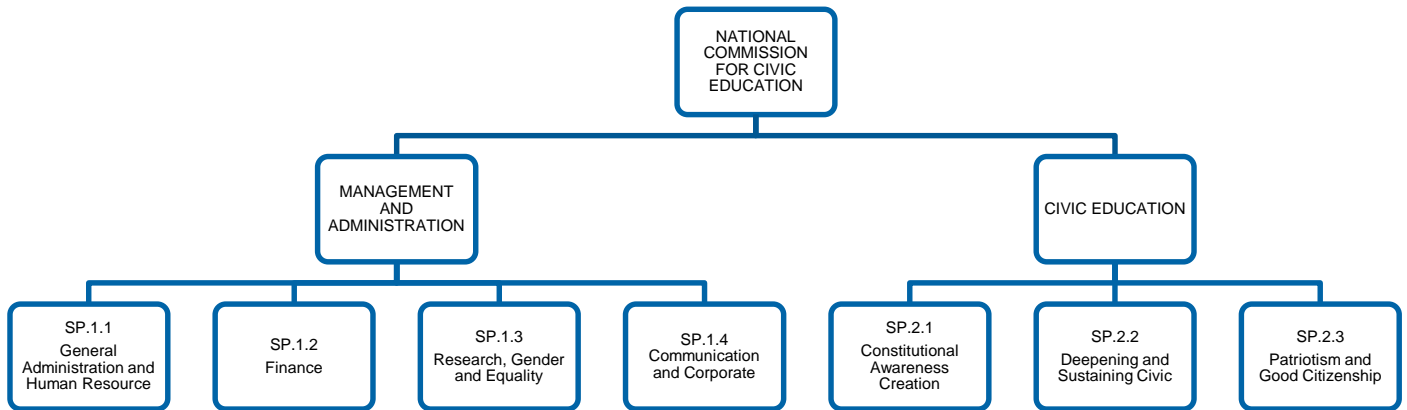 NATIONAL
COMMISSION
FOR CIVIC
EDUCATION
MANAGEMENT
AND
ADMINISTRATION
CIVIC EDUCATION
SP.1.1
General
Administration and
Human Resource
SP.1.2
Finance
SP.1.3
Research, Gender
and Equality
SP.1.4
Communication
and Corporate
SP.2.1
Constitutional
Awareness
Creation
SP.2.2
Deepening and
Sustaining Civic
SP.2.3
Patriotism and
Good Citizenship